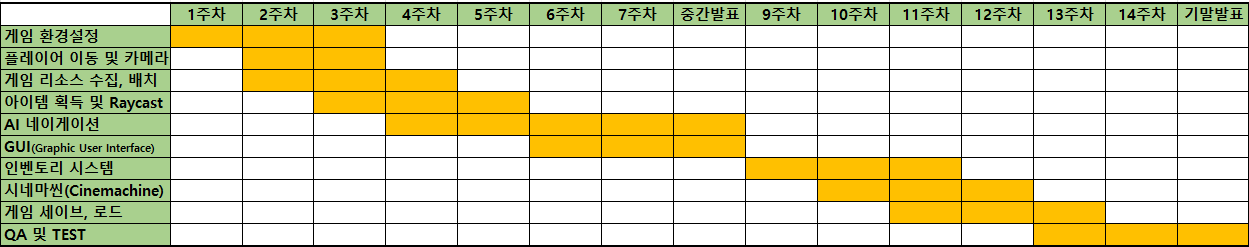 1주차 2주차 3주차 4주차 5주차 6주차 7주차 중간발표 9주차 10주차 11주차 12주차 13주차 14주차 기말발표
게임 환경설정
플레이어 이동 및 카메라
게임 리소스 수집, 배치
아이템 획득 및 Raycast
AI 네이게이션
GUI(Graphic User Interface)
인벤토리 시스템
시네마씬(Cinemachine)
게임 세이브, 로드
QA 및 TEST